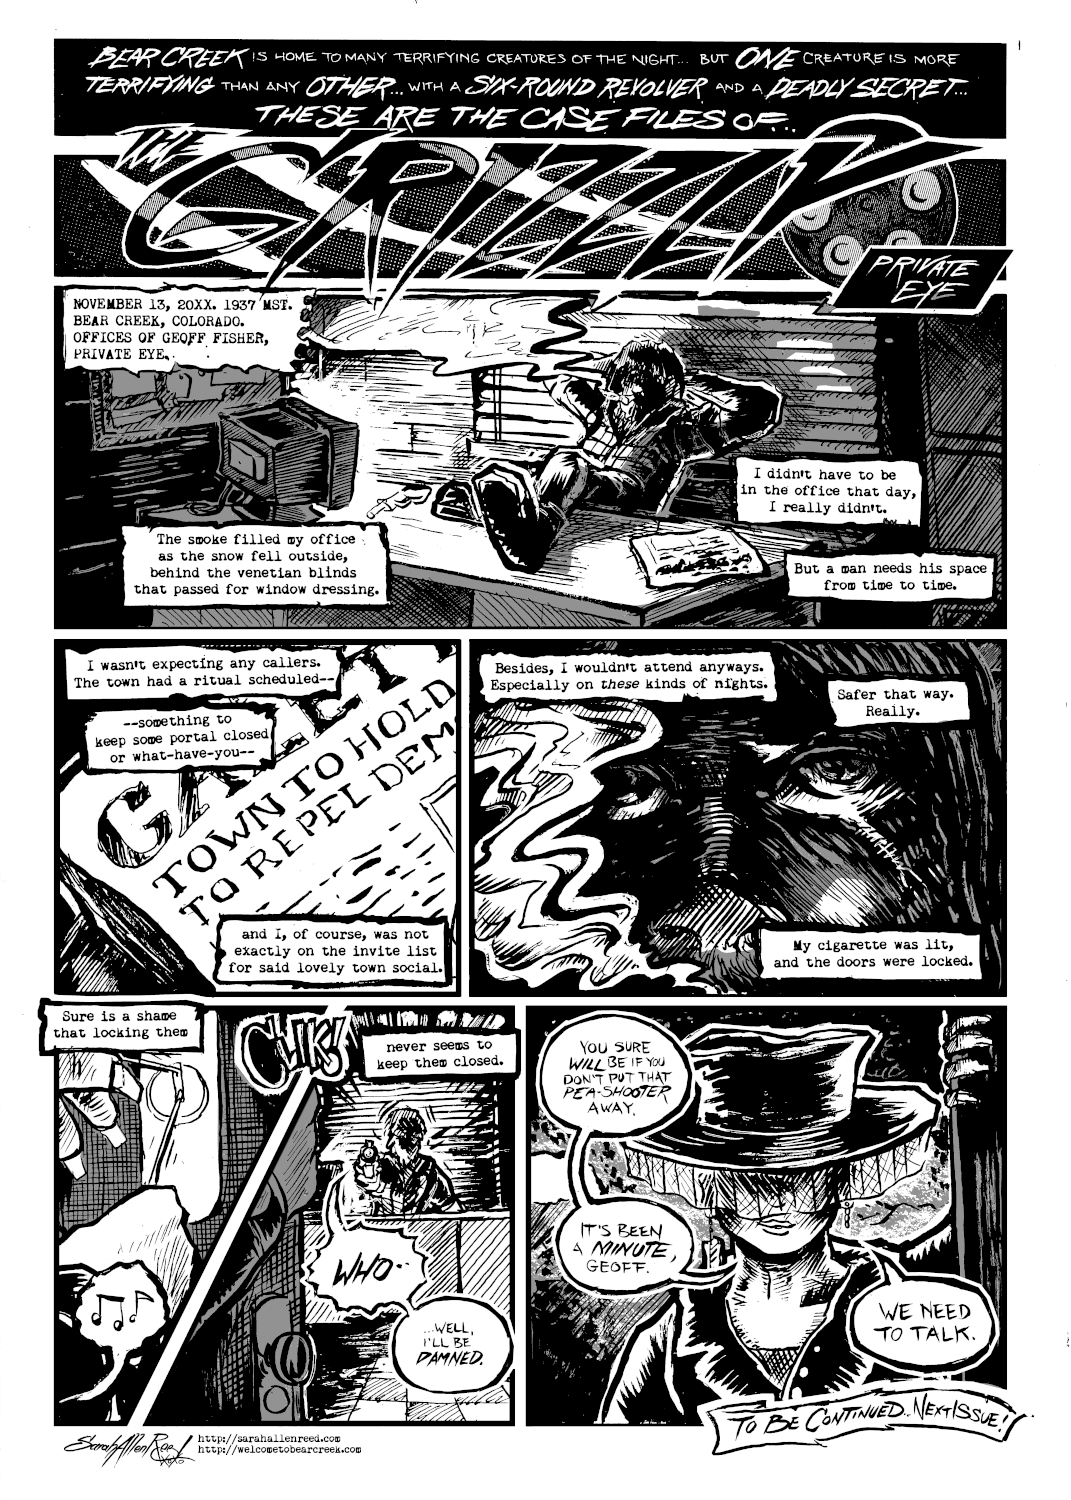 BEAR CREEK IS HOME TO MANY TERRIFYING CREATURES OF THE NIGHT... BUT ONE CREATURE IS MORE
TERRIFYING THAN ANY OTHER... WITH A SIX-ROUND REVOLVER AND A DEADLY SECRET...
THESE ARE THE CASE FILES OF...
THE
GRIZZLY
PRIVATE
EYE
NOVEMBER 13, 20XX. 1937 MST.
BEAR CREEK, COLORADO.
OFFICES OF GEOFF FISHER,
PRIVATE EYE.
The smoke filled my office
as the snow fell outside,
behind the venetian blinds
that passed for window dressing.
I didn't have to be
in the office that day,
I really didn't.
But a man needs his space
from time to time.
I wasn't expecting any callers.
The town had a ritual scheduled--
--something to
keep some portal closed
or what-have-you--
TOWN TO HOLD
TO REPEL DEM
and I, of course, was not
exactly on the invite list
for said lovely town social.
Besides, I wouldn't attend anyways.
Especially on these kinds of nights.
Safer that way.
Really.
My cigarette was lit,
and the doors were locked.
Sure is a shame
that locking them
CLIK!
never seems to
keep them closed.
WHO--
...WELL,
I'LL BE
DAMNED.
YOU SURE
WILL BE IF YOU
DON'T PUT THAT
PEA-SHOOTER
AWAY.
IT'S BEEN
A MINUTE,
GEOFF.
WE NEED
TO TALK.
TO BE CONTINUED.. NEXT ISSUE!
Sarah Allen Reed
http://sarahallenreed.com
http://welcometobearcreek.com